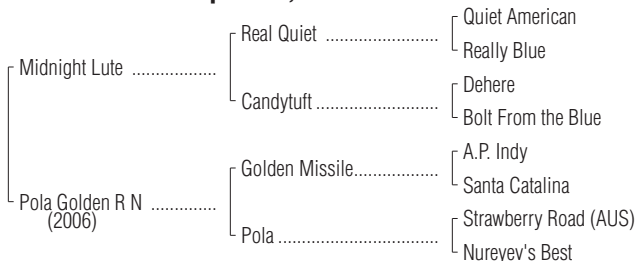 Quiet American
Real Quiet ........................
Really Blue
Midnight Lute ..................
Dehere
Candytuft ..........................
Bolt From the Blue
A.P. Indy
Golden Missile..................
Santa Catalina
Pola Golden R N ..............
(2006)
Strawberry Road (AUS)
Pola ..................................
Nureyev's Best